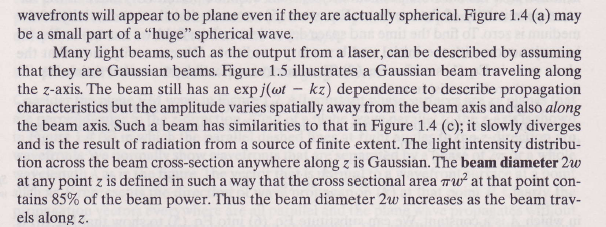 wavefronts will appear to be plane even if they are actually spherical. Figure 1.4 (a) may
be a small part of a “huge” spherical wave.
Many light beams, such as the output from a laser, can be described by assuming
that they are Gaussian beams. Figure 1.5 illustrates a Gaussian beam traveling along
the z-axis. The beam still has an exp j(ωt − kz) dependence to describe propagation
characteristics but the amplitude varies spatially away from the beam axis and also along
the beam axis. Such a beam has similarities to that in Figure 1.4 (c); it slowly diverges
and is the result of radiation from a source of finite extent. The light intensity distribu-
tion across the beam cross-section anywhere along z is Gaussian. The beam diameter 2w
at any point z is defined in such a way that the cross sectional area πw² at that point con-
tains 85% of the beam power. Thus the beam diameter 2w increases as the beam trav-
els along z.